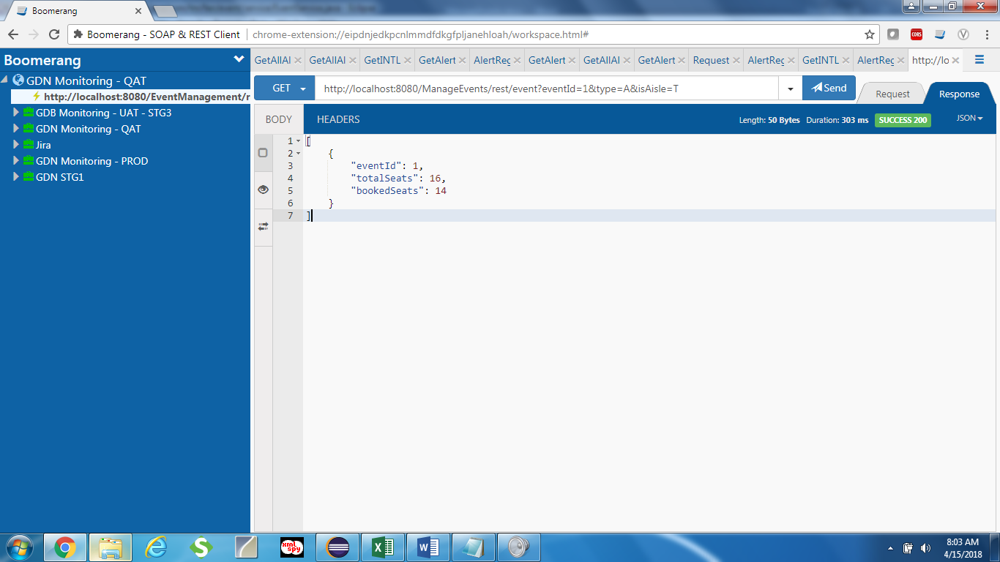 Boomerang
Boomerang - SOAP & REST Client
chrome-extension://eipdnjedkpcnlmmdfdkgfpljanehloah/workspace.html#
CORS
Boomerang
GetAllAl
GetAllAl
GetINTL
GetAlert
AlertReg
GetAlert
GetAllAl
GetAlert
Request
AlertReg
GetINTL
AlertReg
http://lo
GDN Monitoring - QAT
http://localhost:8080/EventManagement/r
GDB Monitoring - UAT - STG3
GDN Monitoring - QAT
Jira
GDN Monitoring - PROD
GDN STG1
GET
http://localhost:8080/ManageEvents/rest/event?eventId=1&type=A&isAisle=T
Send
Request
Response
BODY
HEADERS
Length: 50 Bytes Duration: 303 ms
SUCCESS 200
JSON
1 [
2 {
3 "eventId": 1,
4 "totalSeats": 16,
5 "bookedSeats": 14
6 }
7 ]
xml
spy
8:03 AM
4/15/2018